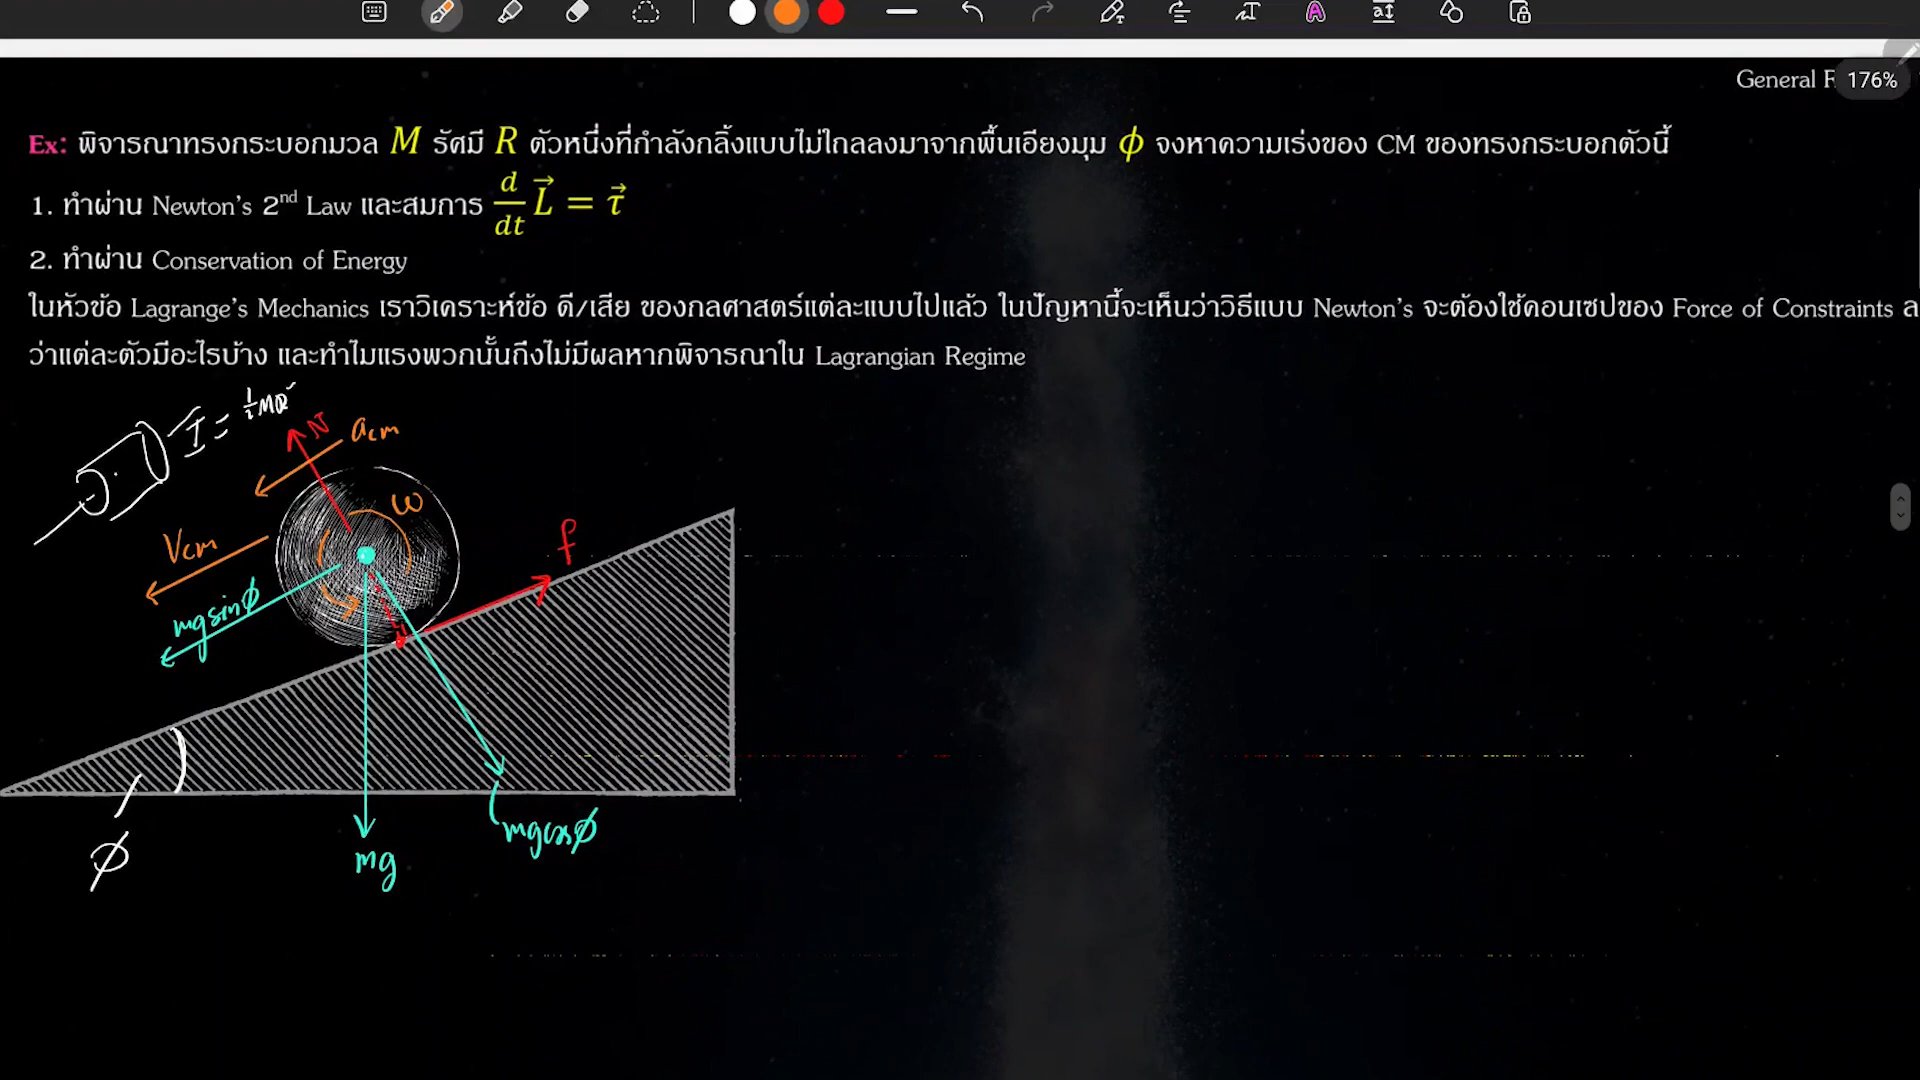 General F
176%
Ex: พิจารณาทรงกระบอกมวล M รัศมี R ตัวหนึ่งที่กำลังกลิ้งแบบไม่ไถลลงมาจากพื้นเอียงมุม ϕ จงหาความเร่งของ CM ของทรงกระบอกตัวนี้
1. ทำผ่าน Newton's 2nd Law และสมการ d/dt L⃗ = τ⃗
2. ทำผ่าน Conservation of Energy
ในหัวข้อ Lagrange's Mechanics เราวิเคราะห์ข้อ ดี/เสีย ของกลศาสตร์แต่ละแบบไปแล้ว ในปัญหานี้จะเห็นว่าวิธีแบบ Newton's จะต้องใช้คอนเซปของ Force of Constraints ล
ว่าแต่ละตัวมีอะไรบ้าง และทำไมแรงพวกนั้นถึงไม่มีผลหากพิจารณาใน Lagrangian Regime
I = 1/2 MR²
N
a_cm
ω
V_cm
f
mg sinϕ
mg cosϕ
mg
ϕ